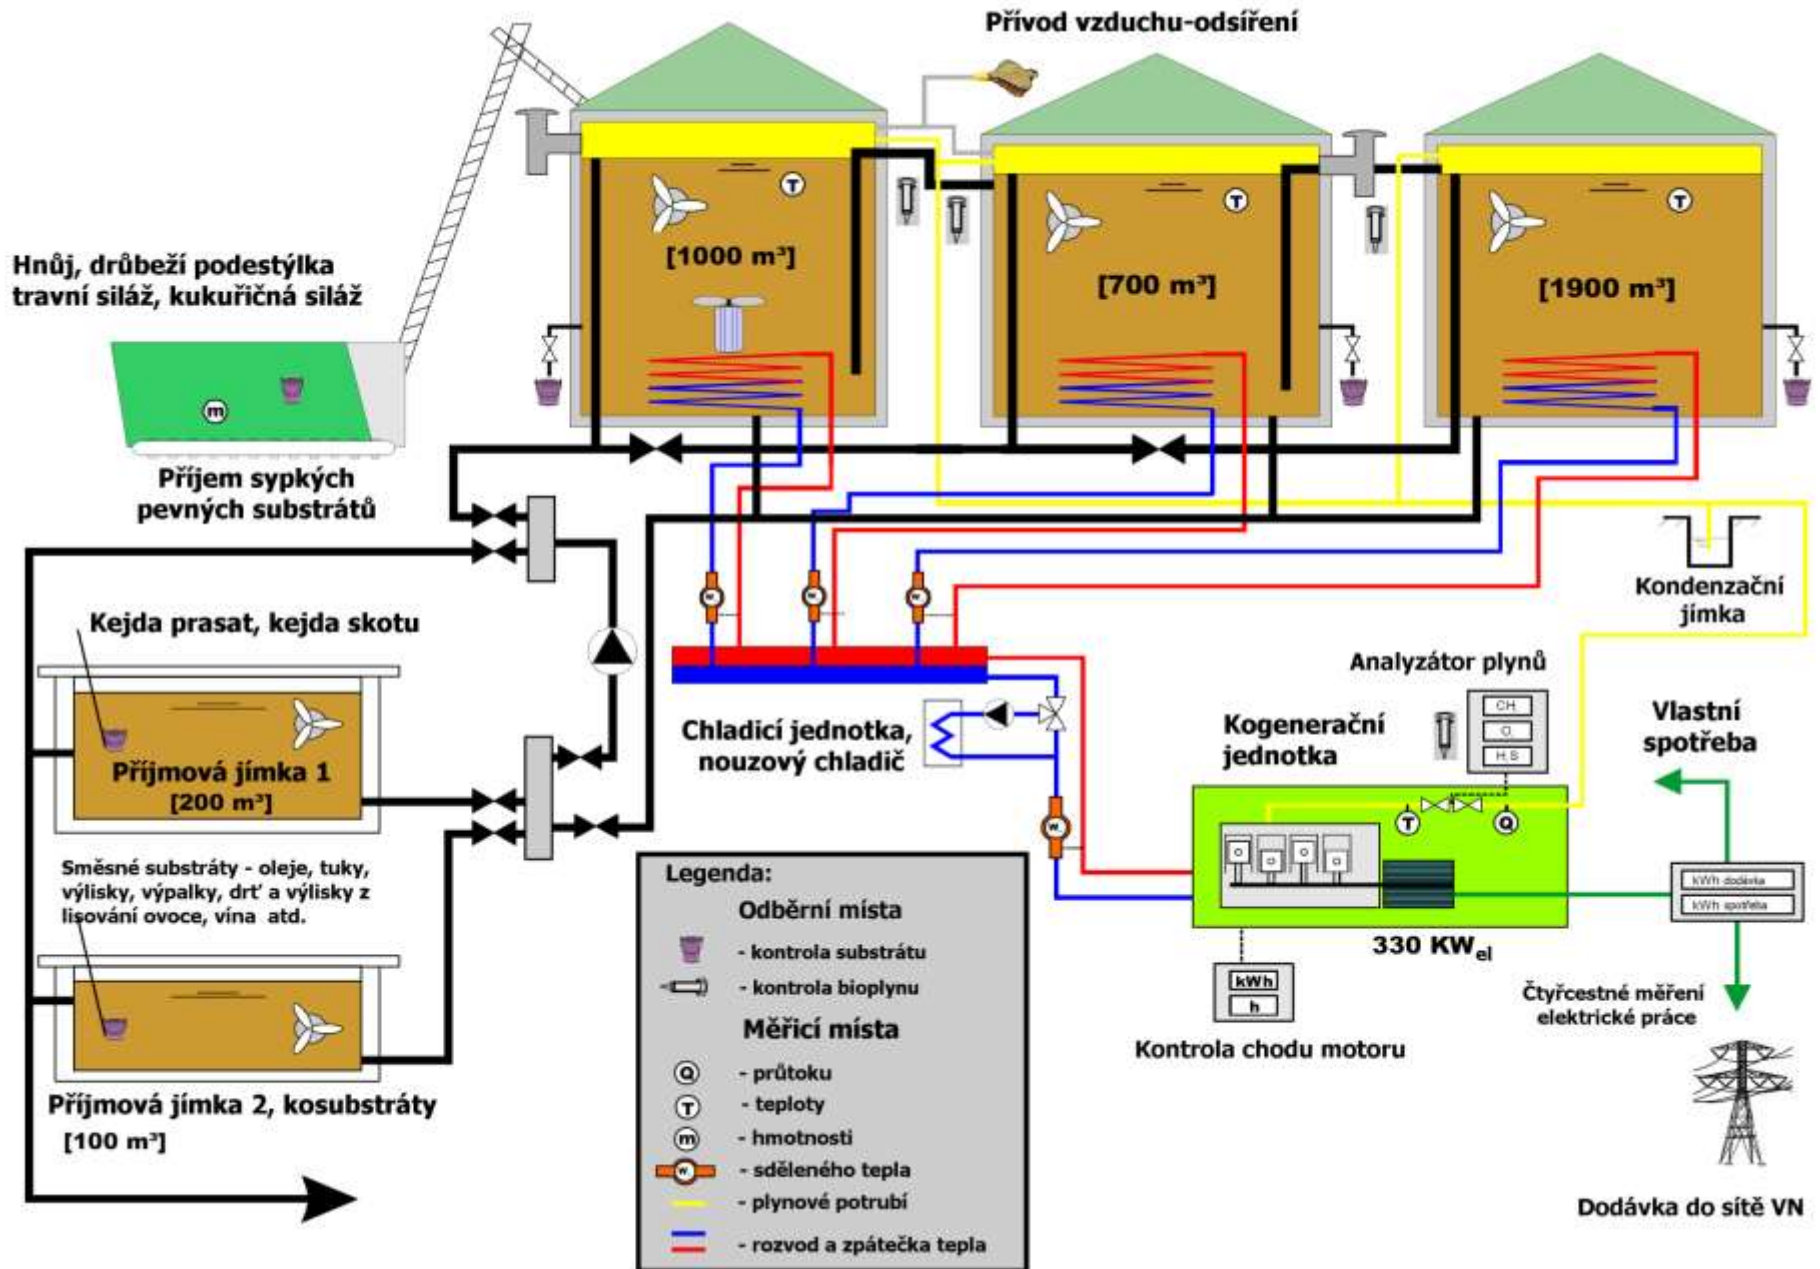 Přívod vzduchu-odsíření
T
T
T
[1000 m³]
[700 m³]
[1900 m³]
Hnůj, drůbeží podestýlka
travní siláž, kukuřičná siláž
m
Příjem sypkých
pevných substrátů
Kondenzační
jímka
Kejda prasat, kejda skotu
W
W
W
Analyzátor plynů
CH
O
H S
Chladicí jednotka,
nouzový chladič
Kogenerační
jednotka
Vlastní
spotřeba
Příjmová jímka 1
[200 m³]
T
Q
W
Směsné substráty - oleje, tuky,
výlisky, výpalky, drť a výlisky z
lisování ovoce, vína atd.
kWh dodávka
kWh spotřeba
330 KWel
kWh
h
Kontrola chodu motoru
Čtyřcestné měření
elektrické práce
Příjmová jímka 2, kosubstráty
[100 m³]
Dodávka do sítě VN
Legenda:
Odběrní místa
- kontrola substrátu
- kontrola bioplynu
Měřicí místa
Q - průtoku
T - teploty
m - hmotnosti
W - sděleného tepla
- plynové potrubí
- rozvod a zpátečka tepla